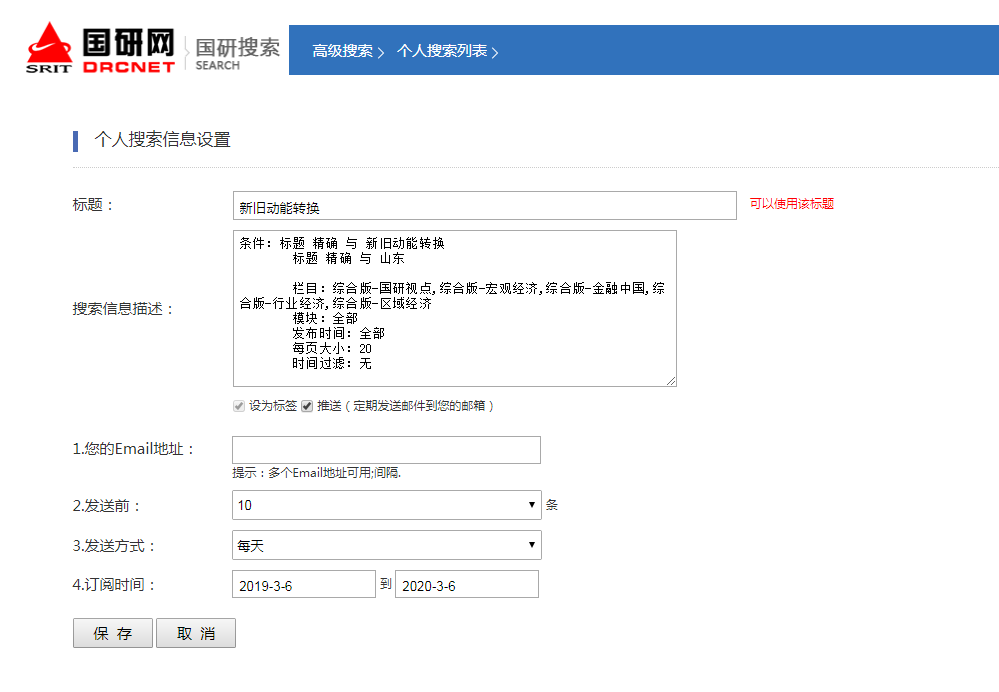 国研网
SRIT DRCNET
国研搜索
SEARCH
高级搜索 个人搜索列表
个人搜索信息设置
标题：
新旧动能转换
可以使用该标题
搜索信息描述：
条件: 标题 精确 与 新旧动能转换
标题 精确 与 山东
栏目: 综合版-国研视点,综合版-宏观经济,综合版-金融中国,综
合版-行业经济,综合版-区域经济
模块: 全部
发布时间: 全部
每页大小: 20
时间过滤: 无
设为标签 推送（定期发送邮件到您的邮箱）
1.您的Email地址：
提示：多个Email地址可用;间隔.
2.发送前：
10
条
3.发送方式：
每天
4.订阅时间：
2019-3-6 到 2020-3-6
保 存 取 消